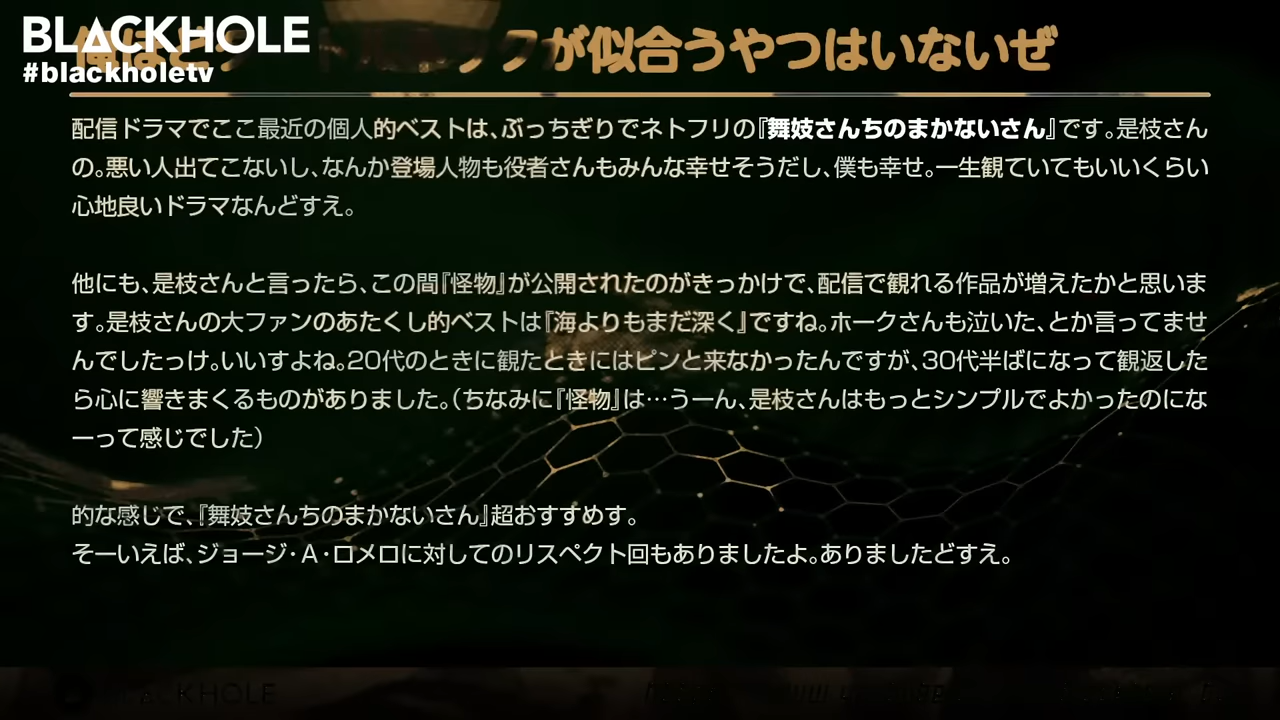 BLACKHOLE
#blackholetv
が似合うやつはいないぜ
配信ドラマでここ最近の個人的ベストは、ぶっちぎりでネトフリの『舞妓さんちのまかないさん』です。是枝さん
の。悪い人出てこないし、なんか登場人物も役者さんもみんな幸せそうだし、僕も幸せ。一生観ていてもいいくらい
心地良いドラマなんどすえ。
他にも、是枝さんと言ったら、この間『怪物』が公開されたのがきっかけで、配信で観れる作品が増えたかと思いま
す。是枝さんの大ファンのあたくし的ベストは『海よりもまだ深く』ですね。ホークさんも泣いた、とか言ってませ
んでしたっけ。いいすよね。20代のときに観たときにはピンと来なかったんですが、30代半ばになって観返した
ら心に響きまくるものがありました。（ちなみに『怪物』は…うーん、是枝さんはもっとシンプルでよかったのにな
ーって感じでした）
的な感じで、『舞妓さんちのまかないさん』超おすすめす。
そーいえば、ジョージ・A・ロメロに対してのリスペクト回もありましたよ。ありましたどすえ。
BLACKHOLE